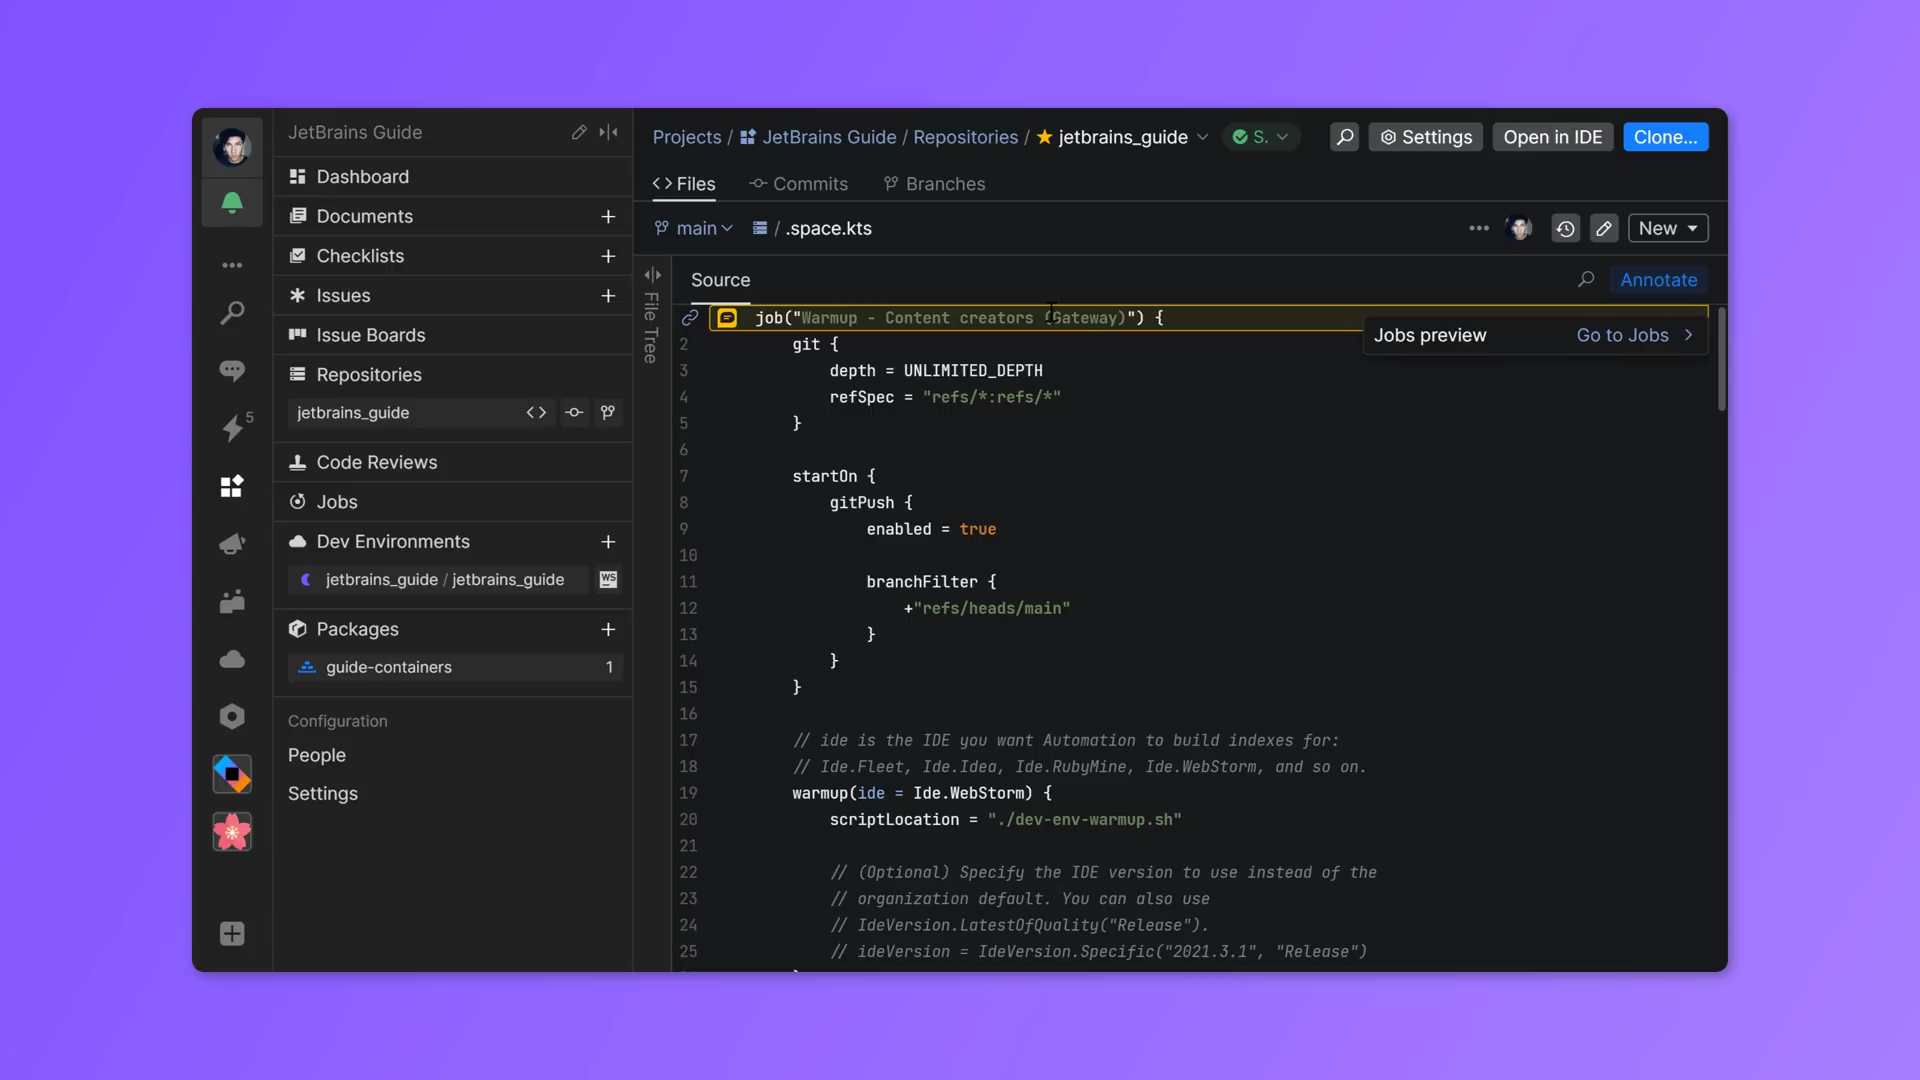 JetBrains Guide
Dashboard
Documents
Checklists
Issues
Issue Boards
Repositories
jetbrains_guide
Code Reviews
Jobs
Dev Environments
jetbrains_guide / jetbrains_guide
WS
Packages
guide-containers 1
Configuration
People
Settings
5
Projects / JetBrains Guide / Repositories / jetbrains_guide
S.
Settings
Open in IDE
Clone...
Files
Commits
Branches
main / .space.kts
New
File Tree
Source
Annotate
Jobs preview
Go to Jobs
job("Warmup - Content creators (Gateway)") {
2 git {
3 depth = UNLIMITED_DEPTH
4 refSpec = "refs/*:refs/*"
5 }
6
7 startOn {
8 gitPush {
9 enabled = true
10
11 branchFilter {
12 +"refs/heads/main"
13 }
14 }
15 }
16
17 // ide is the IDE you want Automation to build indexes for:
18 // Ide.Fleet, Ide.Idea, Ide.RubyMine, Ide.WebStorm, and so on.
19 warmup(ide = Ide.WebStorm) {
20 scriptLocation = "./dev-env-warmup.sh"
21
22 // (Optional) Specify the IDE version to use instead of the
23 // organization default. You can also use
24 // IdeVersion.LatestOfQuality("Release").
25 // ideVersion = IdeVersion.Specific("2021.3.1", "Release")